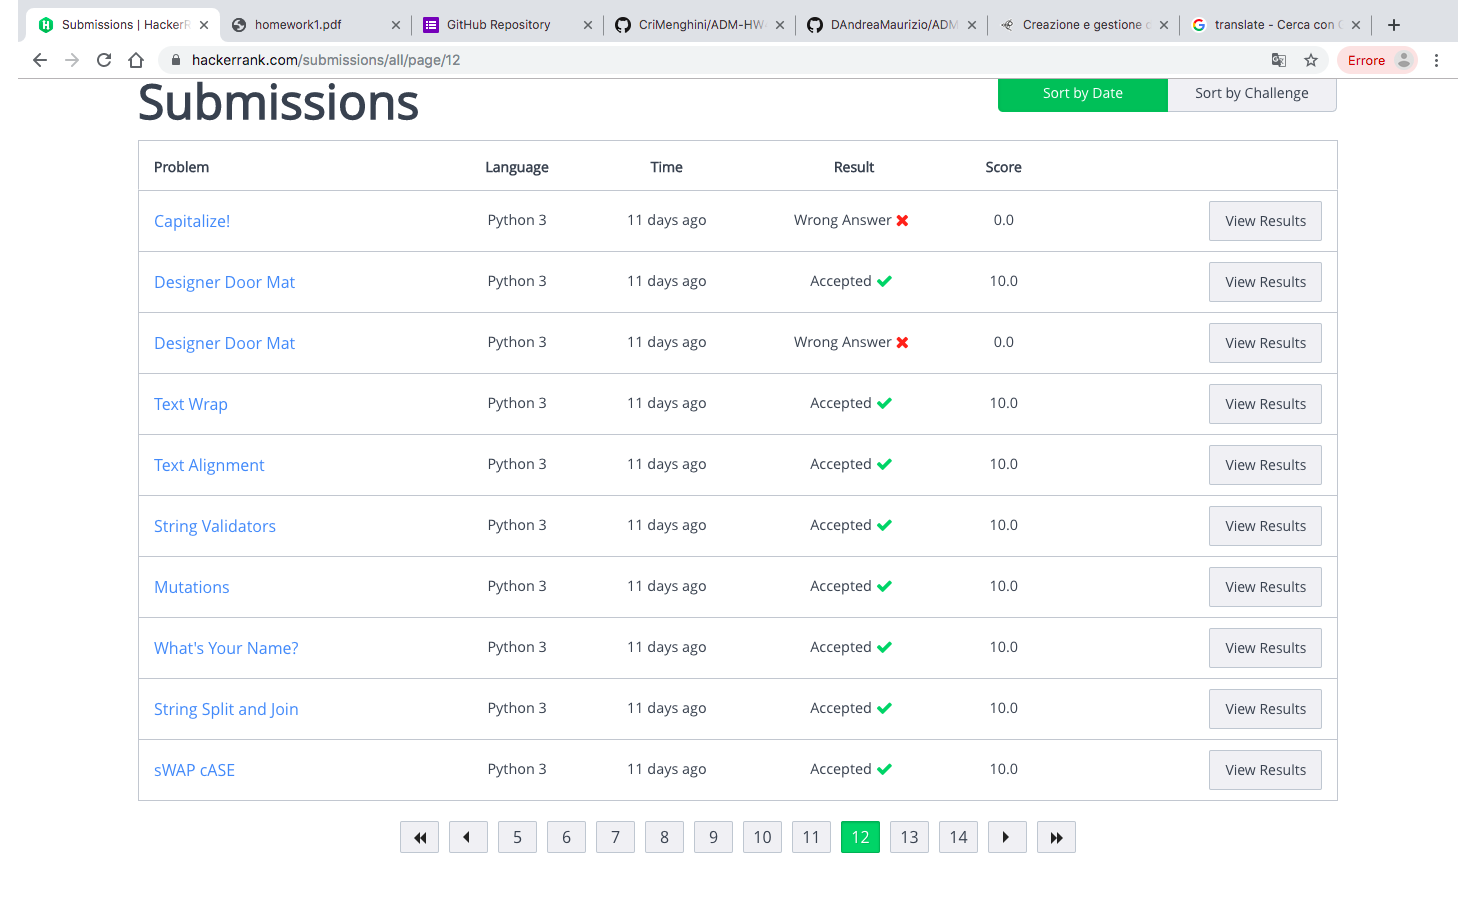 Submissions | HackerR
homework1.pdf
GitHub Repository
CriMenghini/ADM-HW
DAndreaMaurizio/ADM
Creazione e gestione
translate - Cerca con
hackerrank.com/submissions/all/page/12
Errore
Submissions
Sort by Date
Sort by Challenge
Problem Language Time Result Score
Capitalize! Python 3 11 days ago Wrong Answer 0.0 View Results
Designer Door Mat Python 3 11 days ago Accepted 10.0 View Results
Designer Door Mat Python 3 11 days ago Wrong Answer 0.0 View Results
Text Wrap Python 3 11 days ago Accepted 10.0 View Results
Text Alignment Python 3 11 days ago Accepted 10.0 View Results
String Validators Python 3 11 days ago Accepted 10.0 View Results
Mutations Python 3 11 days ago Accepted 10.0 View Results
What's Your Name? Python 3 11 days ago Accepted 10.0 View Results
String Split and Join Python 3 11 days ago Accepted 10.0 View Results
sWAP cASE Python 3 11 days ago Accepted 10.0 View Results
5 6 7 8 9 10 11 12 13 14